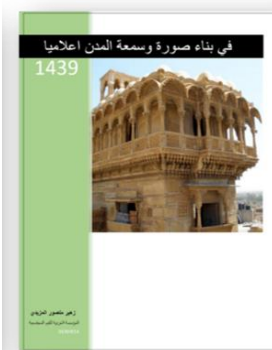 في بناء صورة وسمعة المدن اعلاميا
1439
زهير منصور المزيدي